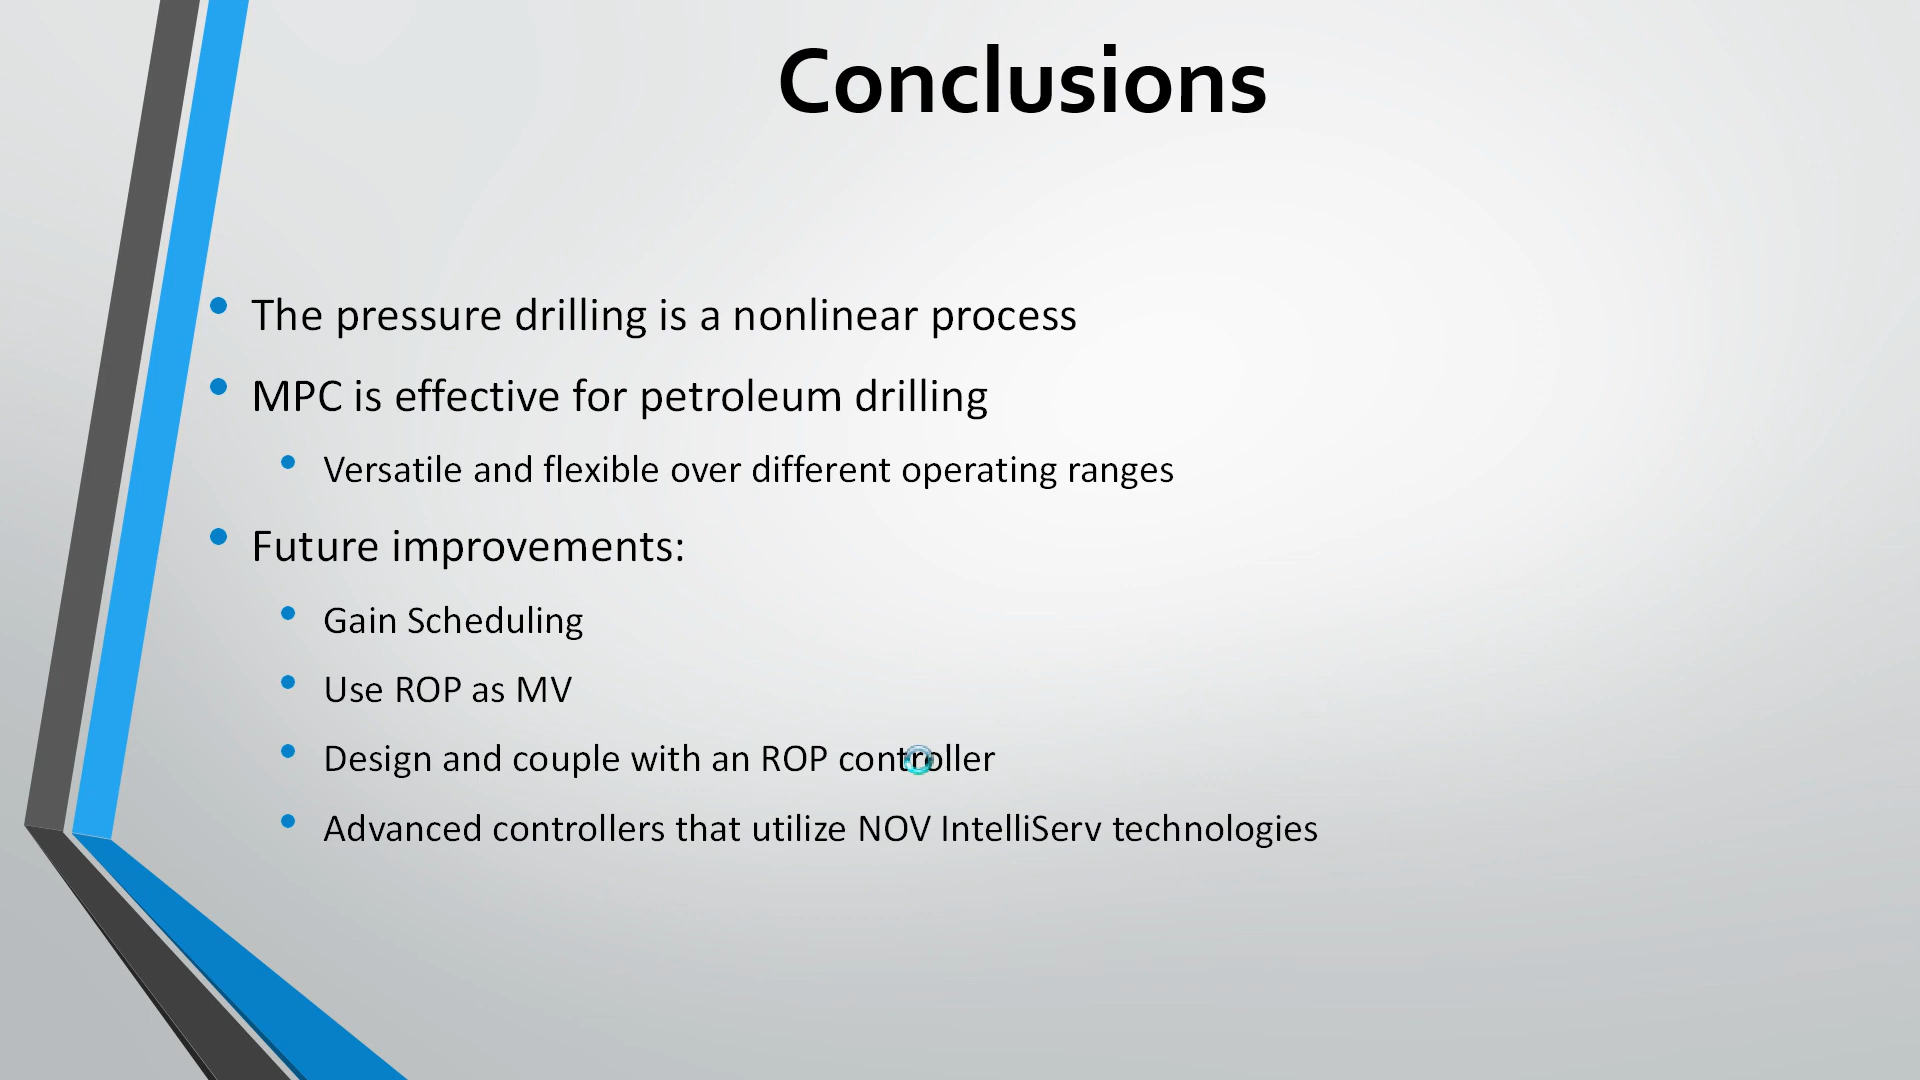 Conclusions
The pressure drilling is a nonlinear process
MPC is effective for petroleum drilling
Versatile and flexible over different operating ranges
Future improvements:
Gain Scheduling
Use ROP as MV
Design and couple with an ROP controller
Advanced controllers that utilize NOV IntelliServ technologies